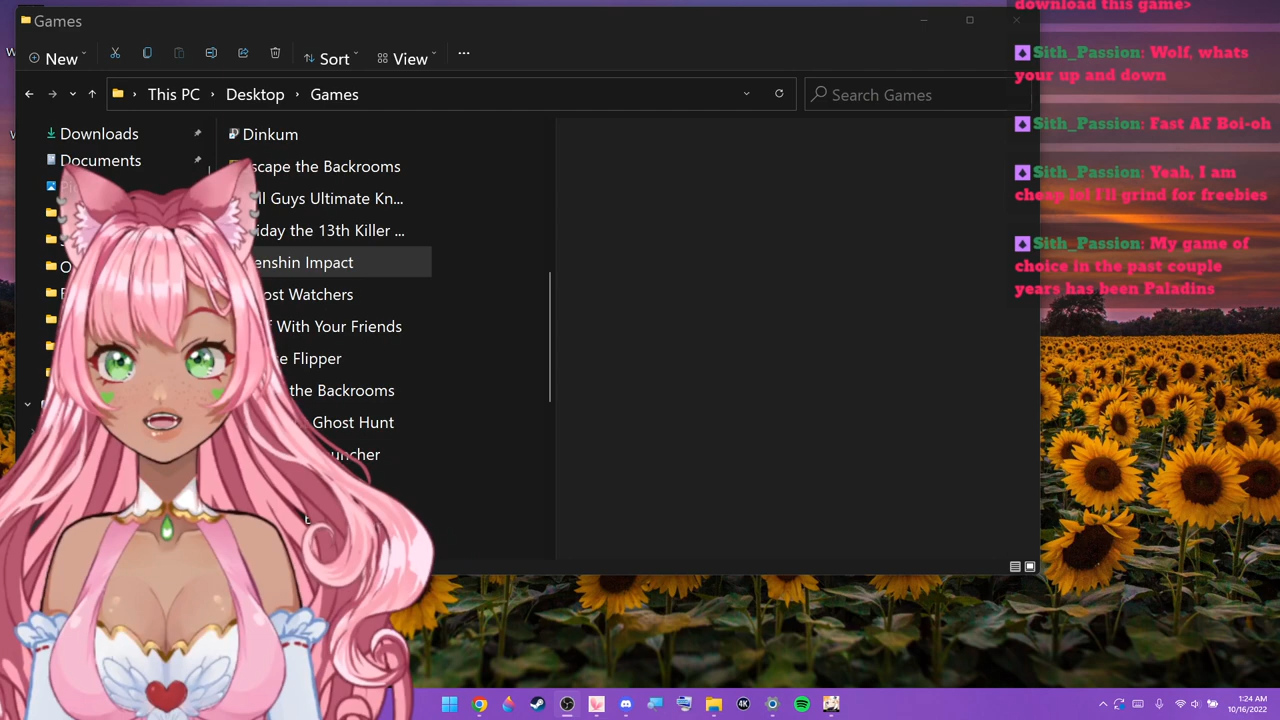 Games
New
Sort
View
This PC
Desktop
Games
Search Games
Downloads
Documents
Dinkum
scape the Backrooms
ll Guys Ultimate Kn...
iday the 13th Killer ...
enshin Impact
ost Watchers
f With Your Friends
e Flipper
the Backrooms
Ghost Hunt
uncher
download this game>
Sith_Passion: Wolf, whats
your up and down
Sith_Passion: Fast AF Boi-oh
Sith_Passion: Yeah, I am
cheap lol I'll grind for freebies
Sith_Passion: My game of
choice in the past couple
years has been Paladins
4K
1:24 AM
10/16/2022